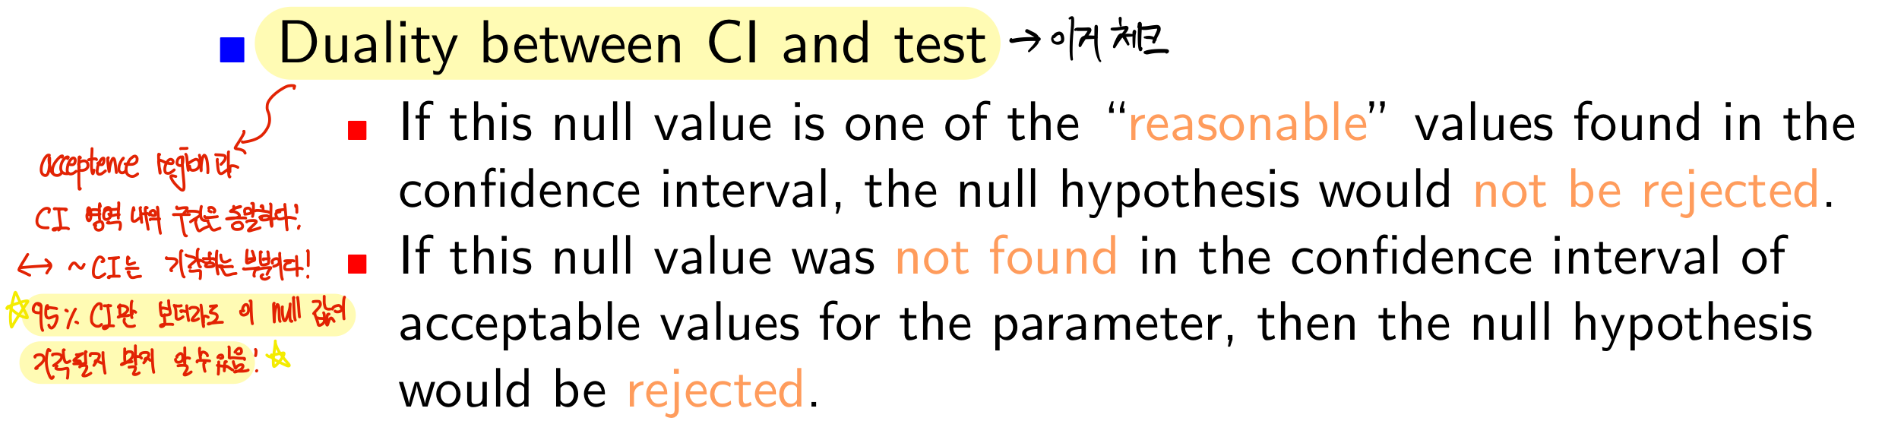 Duality between CI and test → 이거 체크
If this null value is one of the “reasonable” values found in the
confidence interval, the null hypothesis would not be rejected.
If this null value was not found in the confidence interval of
acceptable values for the parameter, then the null hypothesis
would be rejected.
acceptence region과
CI 영역 내의 구간은 동일하다!
↔ ~CI는 기각하는 부분이다!
☆95% CI만 보더라도 이 null 값이
기각될지 말지 알 수 있음! ☆